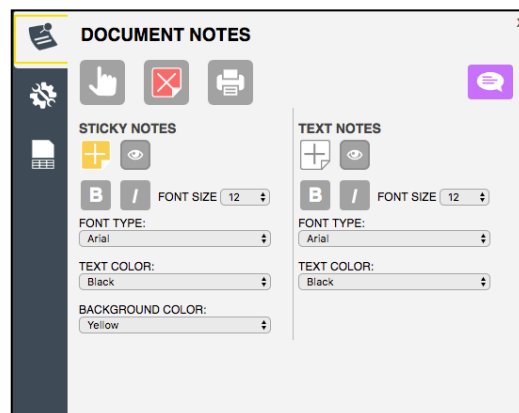 DOCUMENT NOTES
STICKY NOTES
B I FONT SIZE 12
FONT TYPE:
Arial
TEXT COLOR:
Black
BACKGROUND COLOR:
Yellow
TEXT NOTES
B I FONT SIZE 12
FONT TYPE:
Arial
TEXT COLOR:
Black